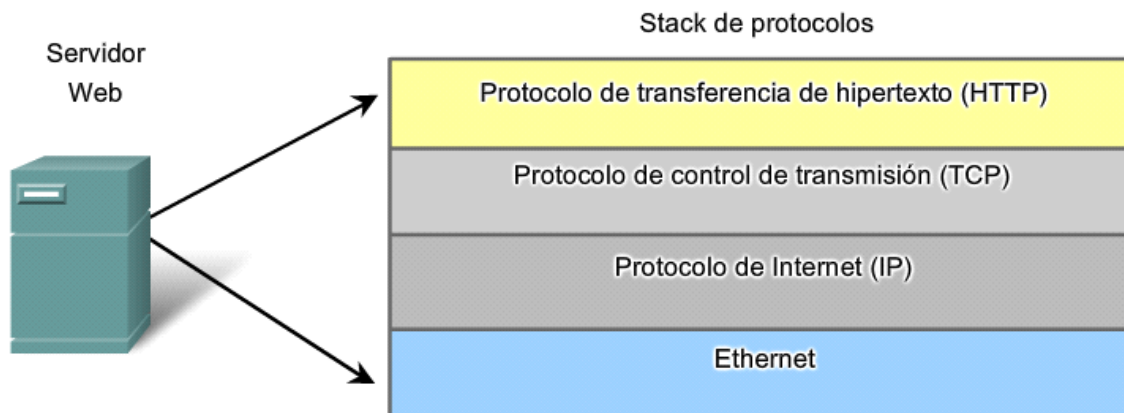 Stack de protocolos
Servidor
Web
Protocolo de transferencia de hipertexto (HTTP)
Protocolo de control de transmisión (TCP)
Protocolo de Internet (IP)
Ethernet